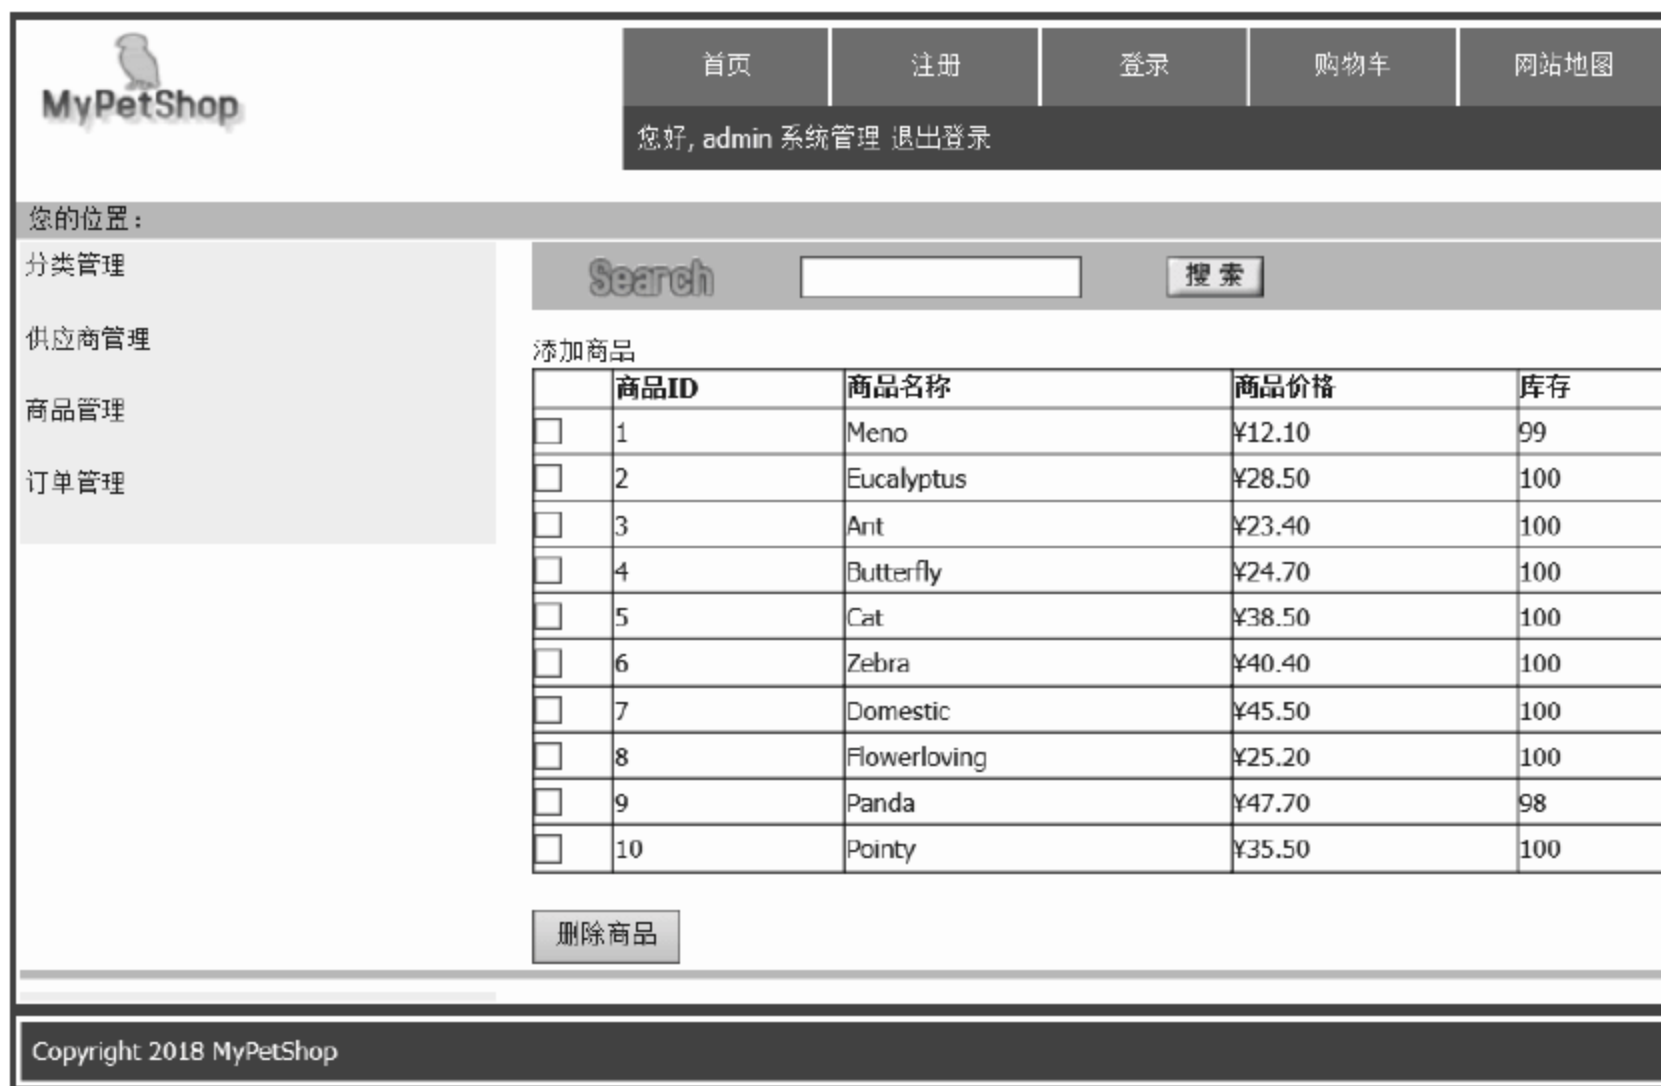 MyPetShop
首页 注册 登录 购物车 网站地图
您好, admin 系统管理 退出登录
您的位置：
分类管理
供应商管理
商品管理
订单管理
Search 搜 索
添加商品
商品ID 商品名称 商品价格 库存
1 Meno ¥12.10 99
2 Eucalyptus ¥28.50 100
3 Ant ¥23.40 100
4 Butterfly ¥24.70 100
5 Cat ¥38.50 100
6 Zebra ¥40.40 100
7 Domestic ¥45.50 100
8 Flowerloving ¥25.20 100
9 Panda ¥47.70 98
10 Pointy ¥35.50 100
删除商品
Copyright 2018 MyPetShop